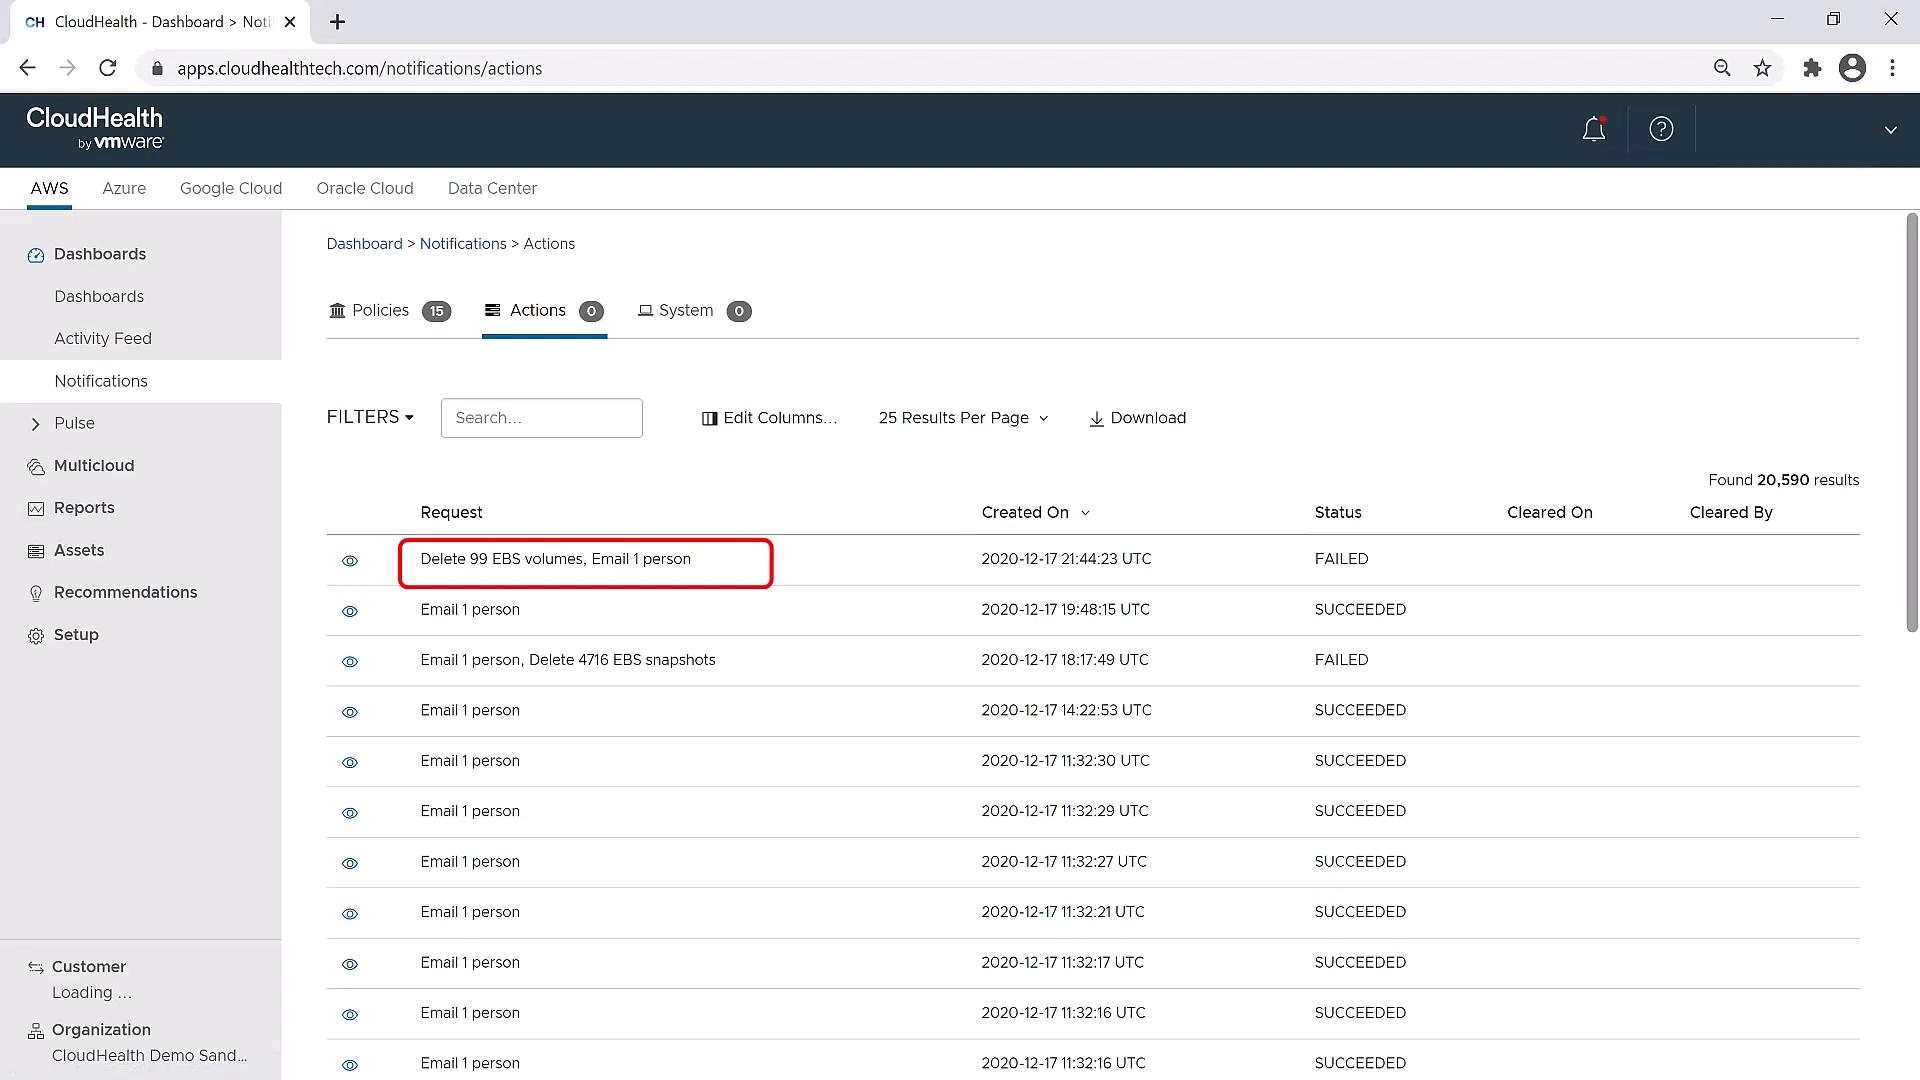 CH CloudHealth - Dashboard > Noti
apps.cloudhealthtech.com/notifications/actions
CloudHealth
by vmware
AWS Azure Google Cloud Oracle Cloud Data Center
Dashboards
Dashboards
Activity Feed
Notifications
Pulse
Multicloud
Reports
Assets
Recommendations
Setup
Customer
Loading ...
Organization
CloudHealth Demo Sand...
Dashboard > Notifications > Actions
Policies 15 Actions 0 System 0
FILTERS Search... Edit Columns... 25 Results Per Page Download
Found 20,590 results
Request Created On Status Cleared On Cleared By
Delete 99 EBS volumes, Email 1 person 2020-12-17 21:44:23 UTC FAILED
Email 1 person 2020-12-17 19:48:15 UTC SUCCEEDED
Email 1 person, Delete 4716 EBS snapshots 2020-12-17 18:17:49 UTC FAILED
Email 1 person 2020-12-17 14:22:53 UTC SUCCEEDED
Email 1 person 2020-12-17 11:32:30 UTC SUCCEEDED
Email 1 person 2020-12-17 11:32:29 UTC SUCCEEDED
Email 1 person 2020-12-17 11:32:27 UTC SUCCEEDED
Email 1 person 2020-12-17 11:32:21 UTC SUCCEEDED
Email 1 person 2020-12-17 11:32:17 UTC SUCCEEDED
Email 1 person 2020-12-17 11:32:16 UTC SUCCEEDED
Email 1 person 2020-12-17 11:32:16 UTC SUCCEEDED